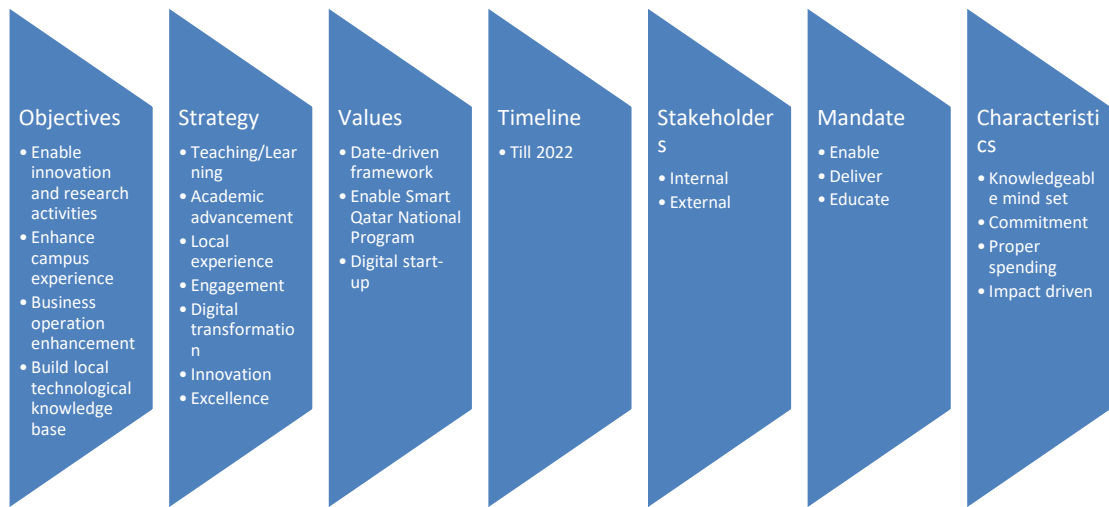 Objectives
• Enable
innovation
and research
activities
• Enhance
campus
experience
• Business
operation
enhancement
• Build local
technological
knowledge
base
Strategy
• Teaching/Lear
ning
• Academic
advancement
• Local
experience
• Engagement
• Digital
transformatio
n
• Innovation
• Excellence
Values
• Date-driven
framework
• Enable Smart
Qatar National
Program
• Digital start-
up
Timeline
• Till 2022
Stakeholder
s
• Internal
• External
Mandate
• Enable
• Deliver
• Educate
Characteristi
cs
• Knowledgeabl
e mind set
• Commitment
• Proper
spending
• Impact driven